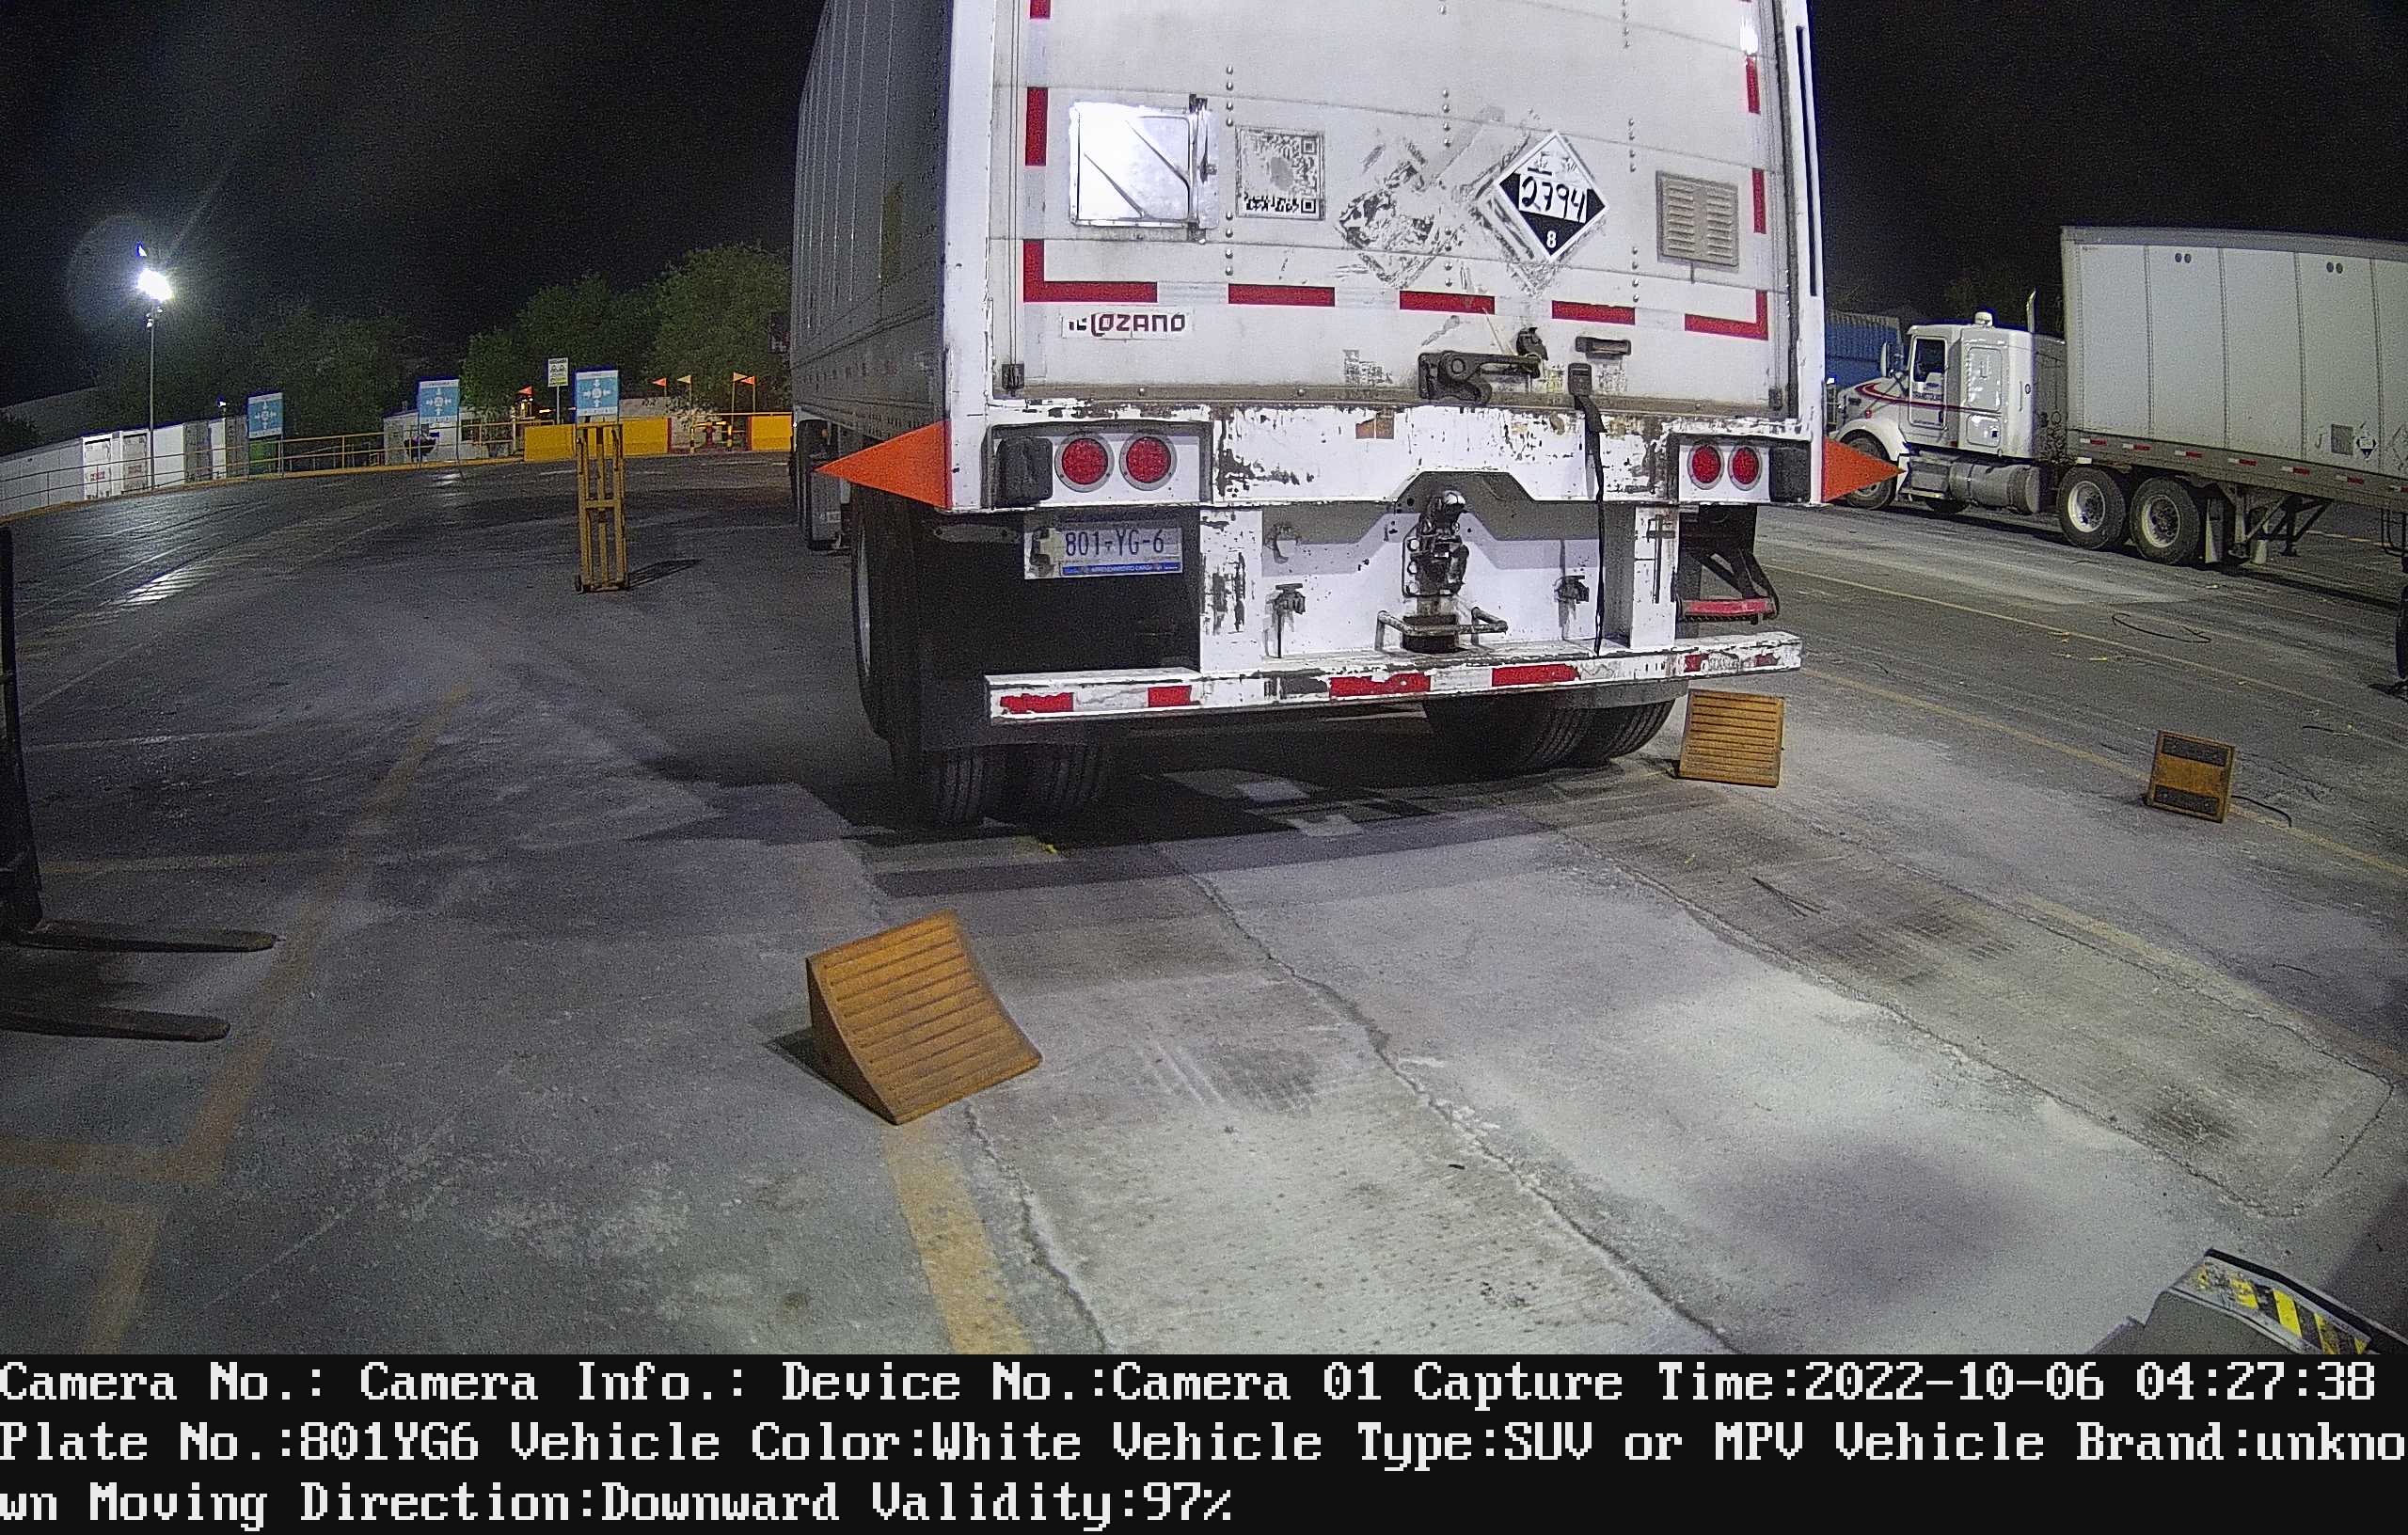 2794
8
LOZANO
801-YG-6
ARRENDAMIENTO CARGA
Camera No.: Camera Info.: Device No.:Camera 01 Capture Time:2022-10-06 04:27:38
Plate No.:801YG6 Vehicle Color:White Vehicle Type:SUV or MPV Vehicle Brand:unkno
wn Moving Direction:Downward Validity:97%